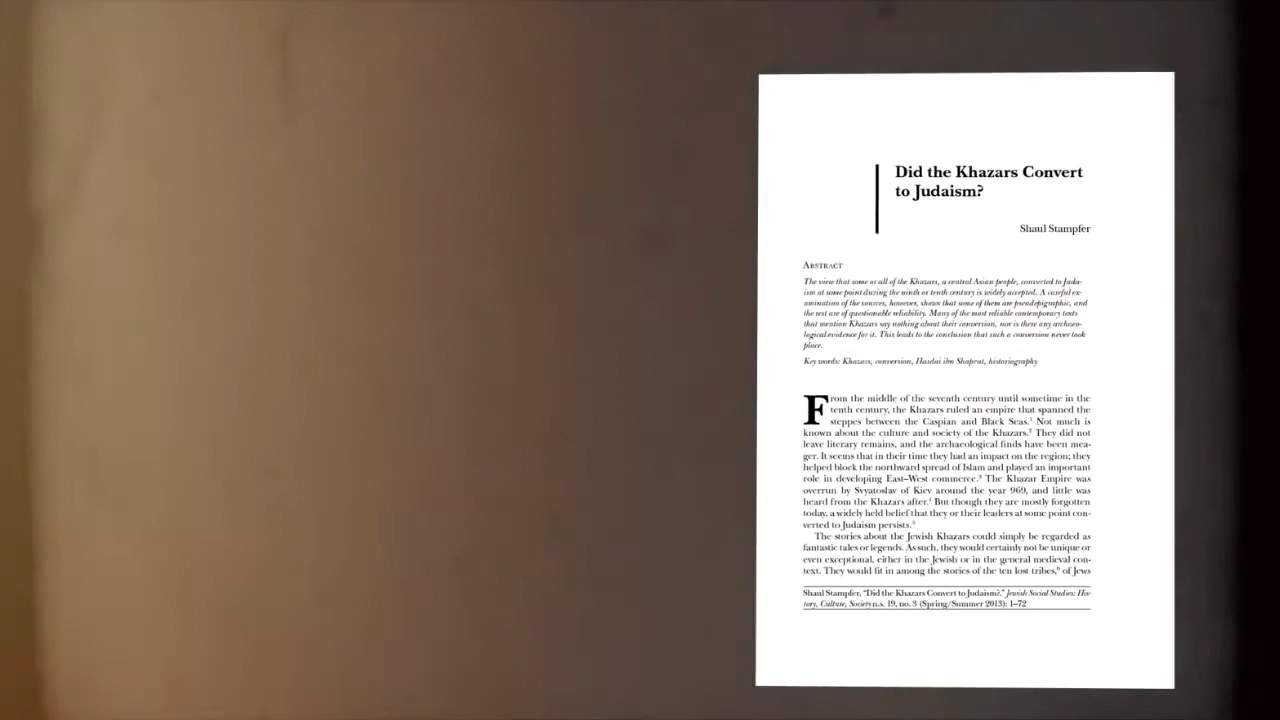 Did the Khazars Convert
to Judaism?
Shaul Stampfer
Abstract
The view that some or all of the Khazars, a central Asian people, converted to Juda-
ism at some point during the ninth or tenth century is widely accepted. A careful ex-
amination of the sources, however, shows that some of them are pseudepigraphic, and
the rest are of questionable reliability. Many of the most reliable contemporary texts
that mention Khazars say nothing about their conversion, nor is there any archaeo-
logical evidence for it. This leads to the conclusion that such a conversion never took
place.
Key words: Khazars, conversion, Hasdai ibn Shaprut, historiography
From the middle of the seventh century until sometime in the
tenth century, the Khazars ruled an empire that spanned the
steppes between the Caspian and Black Seas.1 Not much is
known about the culture and society of the Khazars.2 They did not
leave literary remains, and the archaeological finds have been mea-
ger. It seems that in their time they had an impact on the region; they
helped block the northward spread of Islam and played an important
role in developing East–West commerce.3 The Khazar Empire was
overrun by Svyatoslav of Kiev around the year 969, and little was
heard from the Khazars after.4 But though they are mostly forgotten
today, a widely held belief that they or their leaders at some point con-
verted to Judaism persists.5
The stories about the Jewish Khazars could simply be regarded as
fantastic tales or legends. As such, they would certainly not be unique or
even exceptional, either in the Jewish or in the general medieval con-
text. They would fit in among the stories of the ten lost tribes,6 of Jews
Shaul Stampfer, “Did the Khazars Convert to Judaism?,” Jewish Social Studies: His-
tory, Culture, Society n.s. 19, no. 3 (Spring/Summer 2013): 1–72